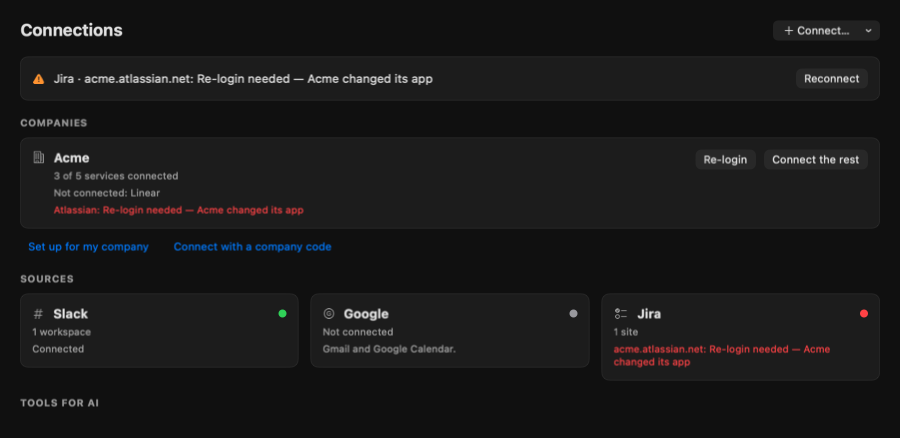 Connections
+ Connect...
Jira · acme.atlassian.net: Re-login needed — Acme changed its app
Reconnect
COMPANIES
Acme
Re-login
Connect the rest
3 of 5 services connected
Not connected: Linear
Atlassian: Re-login needed — Acme changed its app
Set up for my company
Connect with a company code
SOURCES
# Slack
1 workspace
Connected
Google
Not connected
Gmail and Google Calendar.
Jira
1 site
acme.atlassian.net: Re-login needed — Acme
changed its app
TOOLS FOR AI